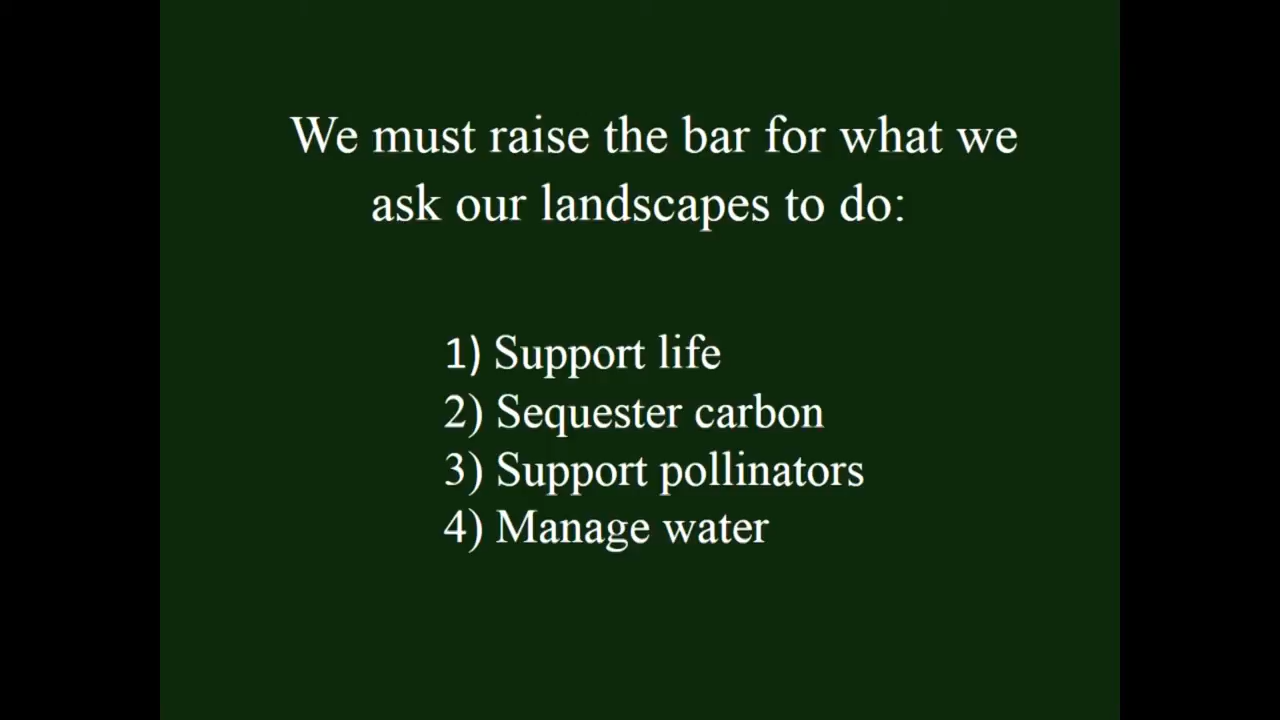 We must raise the bar for what we
ask our landscapes to do:
1) Support life
2) Sequester carbon
3) Support pollinators
4) Manage water